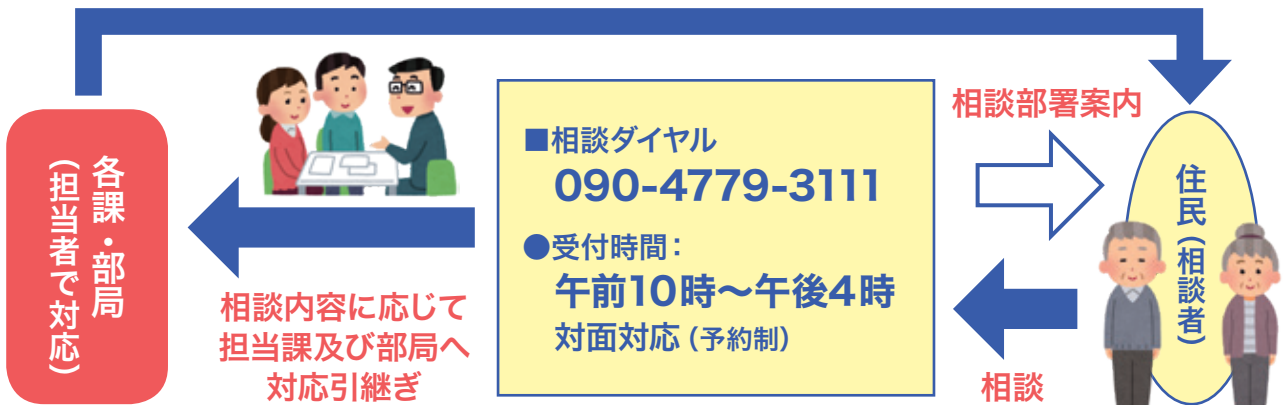 各課・部局
(担当者で対応)
相談内容に応じて
担当課及び部局へ
対応引継ぎ
■相談ダイヤル
090-4779-3111
●受付時間：
午前10時～午後4時
対面対応(予約制)
相談部署案内
相談
住民(相談者)